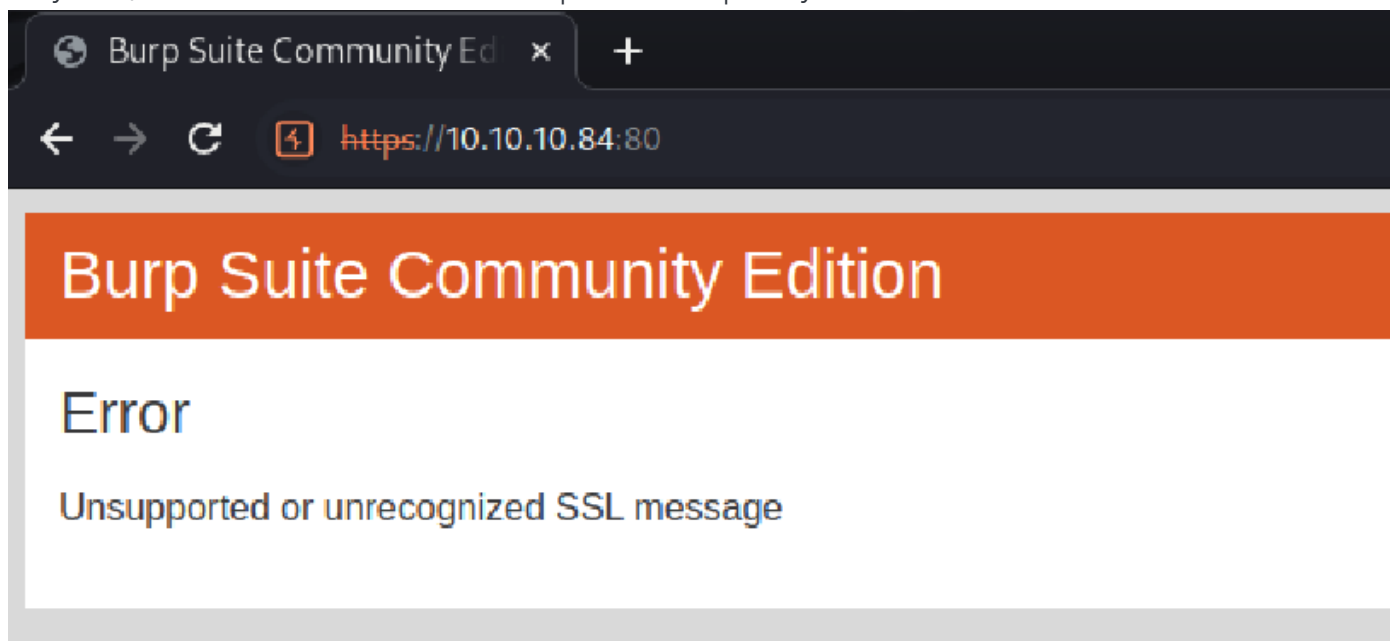 Burp Suite Community Ed
https://10.10.10.84:80
Burp Suite Community Edition
Error
Unsupported or unrecognized SSL message